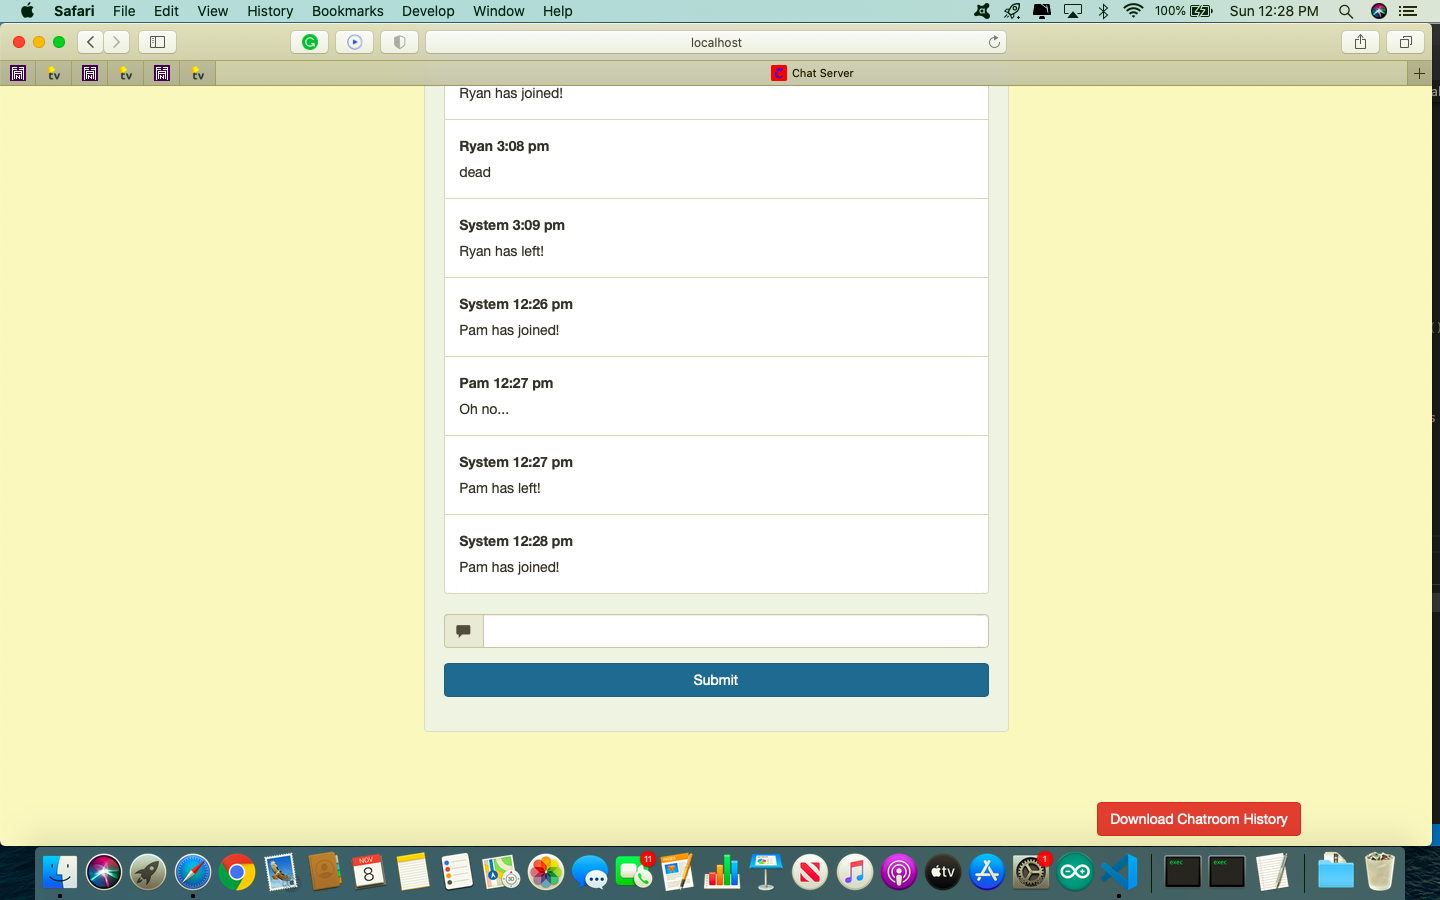 Safari File Edit View History Bookmarks Develop Window Help 100% Sun 12:28 PM
localhost
tv tv tv Chat Server
Ryan has joined!
Ryan 3:08 pm
dead
System 3:09 pm
Ryan has left!
System 12:26 pm
Pam has joined!
Pam 12:27 pm
Oh no...
System 12:27 pm
Pam has left!
System 12:28 pm
Pam has joined!
Submit
Download Chatroom History
NOV
8
11
tv
1
exec
exec